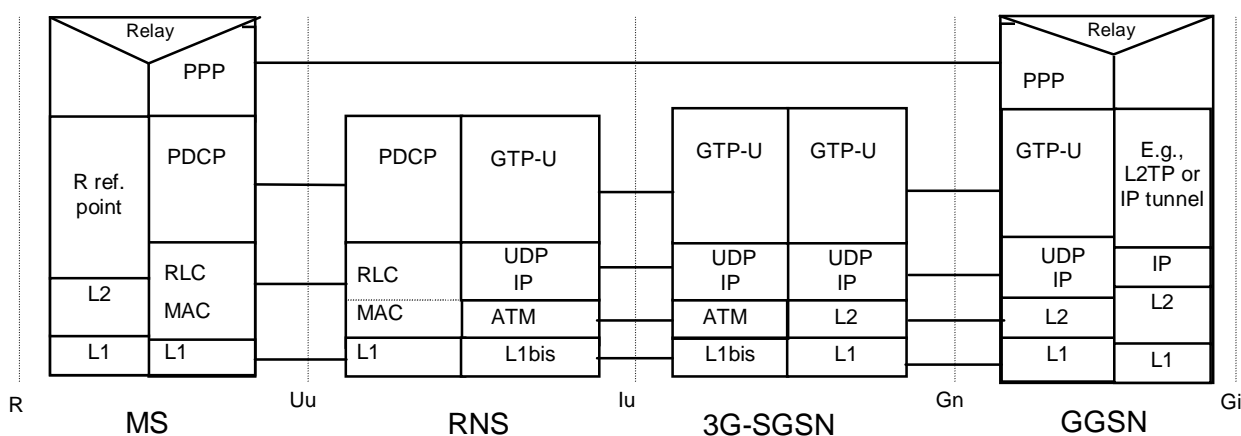 Relay
PPP
R ref.
point
PDCP
RLC
MAC
L2
L1
L1
PDCP
GTP-U
RLC
UDP
IP
MAC
ATM
L1
L1bis
GTP-U
GTP-U
UDP
IP
UDP
IP
ATM
L2
L1bis
L1
Relay
PPP
GTP-U
E.g.,
L2TP or
IP tunnel
UDP
IP
IP
L2
L2
L1
L1
R
Uu
Iu
Gn
Gi
MS
RNS
3G-SGSN
GGSN